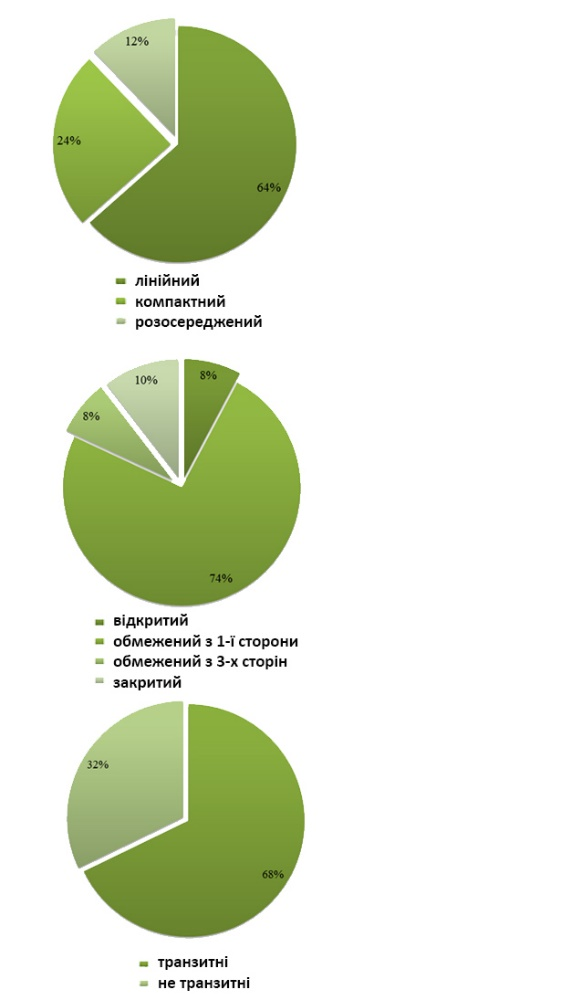 12%
24%
64%
лінійний
компактний
розосереджений
10%
8%
8%
74%
відкритий
обмежений з 1-ї сторони
обмежений з 3-х сторін
закритий
32%
68%
транзитні
не транзитні